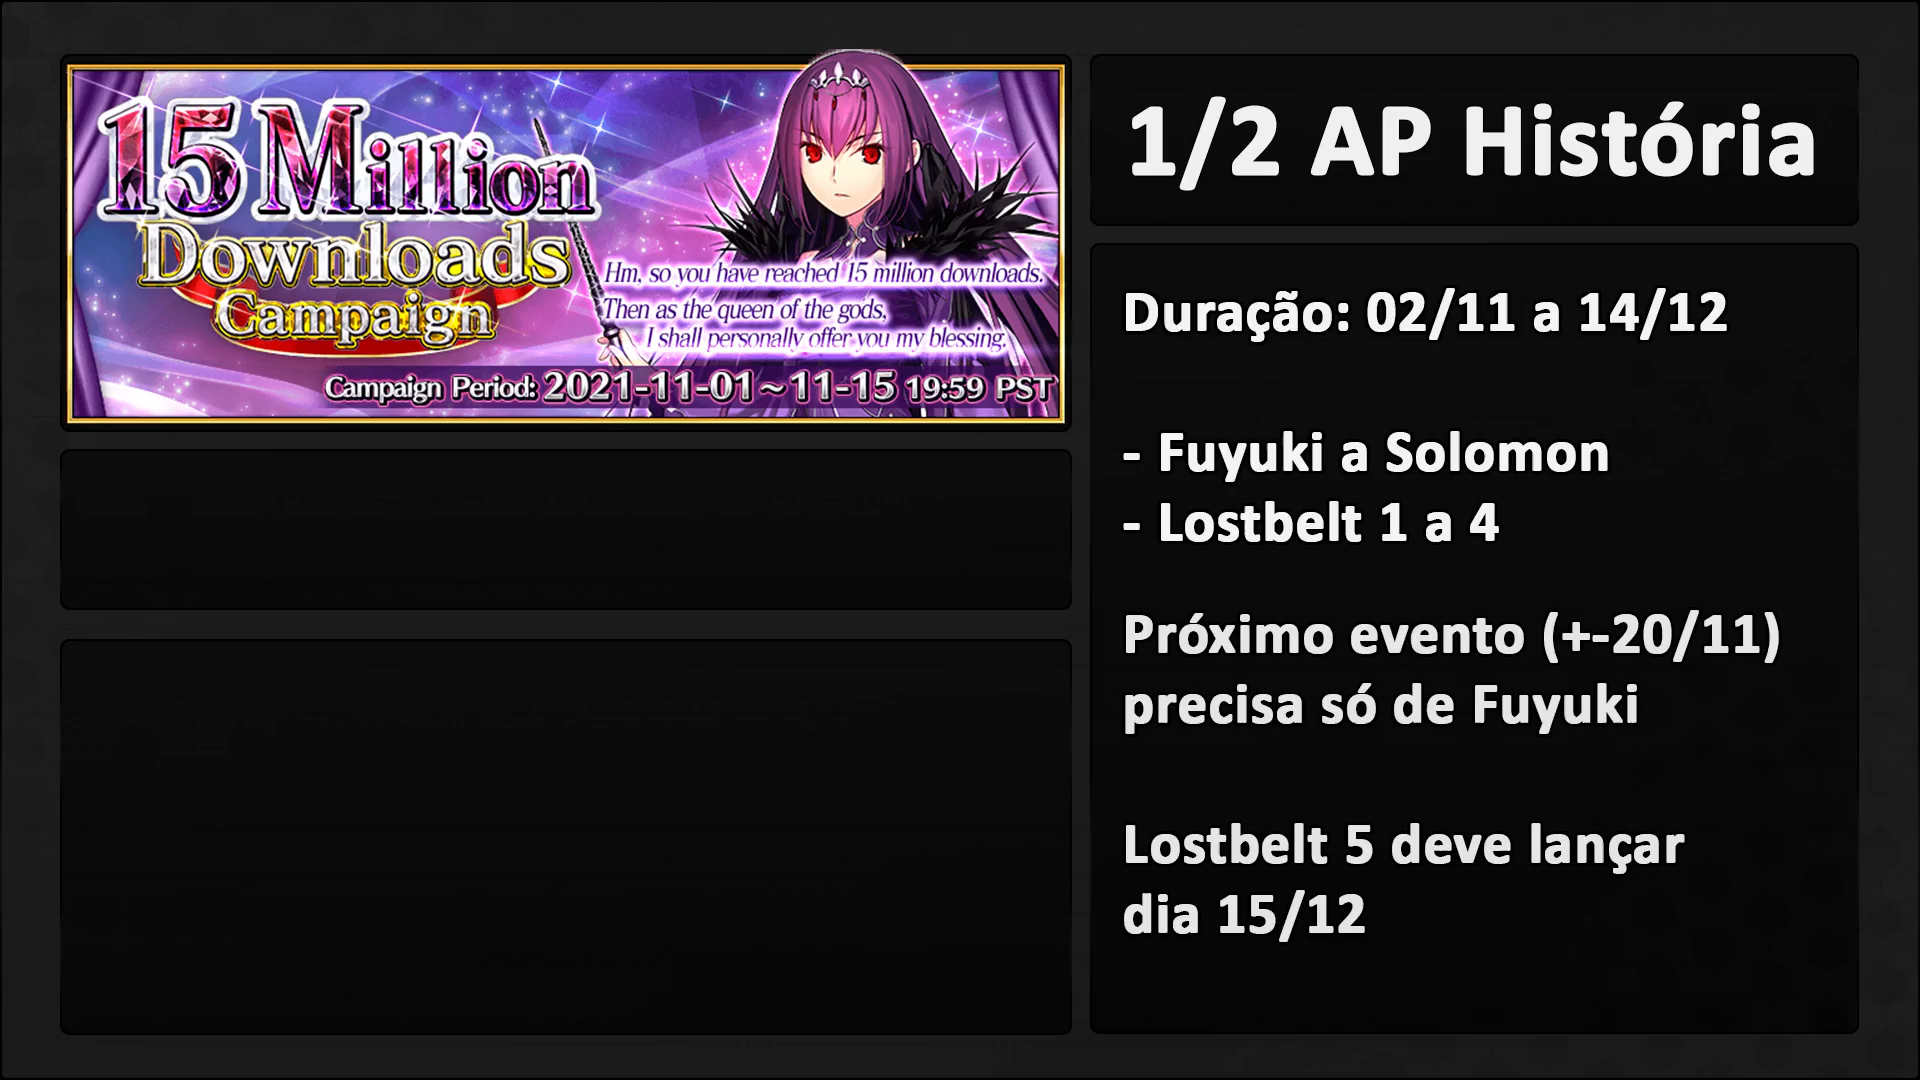 15 Million
Downloads
Campaign
Hm, so you have reached 15 million downloads.
Then as the queen of the gods,
I shall personally offer you my blessing.
Campaign Period: 2021-11-01~11-15 19:59 PST
1/2 AP História
Duração: 02/11 a 14/12
- Fuyuki a Solomon
- Lostbelt 1 a 4
Próximo evento (+-20/11)
precisa só de Fuyuki
Lostbelt 5 deve lançar
dia 15/12